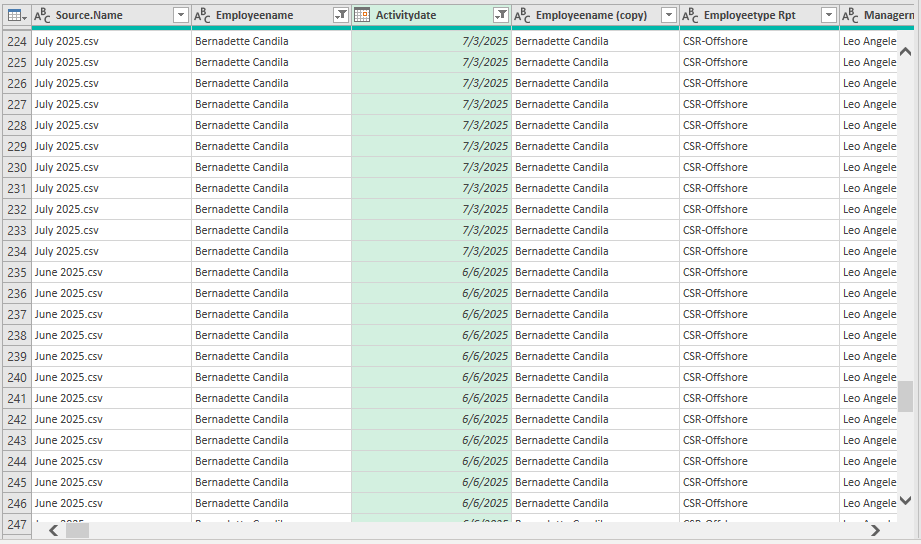 Source.Name Employeename Activitydate Employeename (copy) Employeetype Rpt
224 July 2025.csv Bernadette Candila 7/3/2025 Bernadette Candila CSR-Offshore Leo Angele
225 July 2025.csv Bernadette Candila 7/3/2025 Bernadette Candila CSR-Offshore Leo Angele
226 July 2025.csv Bernadette Candila 7/3/2025 Bernadette Candila CSR-Offshore Leo Angele
227 July 2025.csv Bernadette Candila 7/3/2025 Bernadette Candila CSR-Offshore Leo Angele
228 July 2025.csv Bernadette Candila 7/3/2025 Bernadette Candila CSR-Offshore Leo Angele
229 July 2025.csv Bernadette Candila 7/3/2025 Bernadette Candila CSR-Offshore Leo Angele
230 July 2025.csv Bernadette Candila 7/3/2025 Bernadette Candila CSR-Offshore Leo Angele
231 July 2025.csv Bernadette Candila 7/3/2025 Bernadette Candila CSR-Offshore Leo Angele
232 July 2025.csv Bernadette Candila 7/3/2025 Bernadette Candila CSR-Offshore Leo Angele
233 July 2025.csv Bernadette Candila 7/3/2025 Bernadette Candila CSR-Offshore Leo Angele
234 July 2025.csv Bernadette Candila 7/3/2025 Bernadette Candila CSR-Offshore Leo Angele
235 June 2025.csv Bernadette Candila 6/6/2025 Bernadette Candila CSR-Offshore Leo Angele
236 June 2025.csv Bernadette Candila 6/6/2025 Bernadette Candila CSR-Offshore Leo Angele
237 June 2025.csv Bernadette Candila 6/6/2025 Bernadette Candila CSR-Offshore Leo Angele
238 June 2025.csv Bernadette Candila 6/6/2025 Bernadette Candila CSR-Offshore Leo Angele
239 June 2025.csv Bernadette Candila 6/6/2025 Bernadette Candila CSR-Offshore Leo Angele
240 June 2025.csv Bernadette Candila 6/6/2025 Bernadette Candila CSR-Offshore Leo Angele
241 June 2025.csv Bernadette Candila 6/6/2025 Bernadette Candila CSR-Offshore Leo Angele
242 June 2025.csv Bernadette Candila 6/6/2025 Bernadette Candila CSR-Offshore Leo Angele
243 June 2025.csv Bernadette Candila 6/6/2025 Bernadette Candila CSR-Offshore Leo Angele
244 June 2025.csv Bernadette Candila 6/6/2025 Bernadette Candila CSR-Offshore Leo Angele
245 June 2025.csv Bernadette Candila 6/6/2025 Bernadette Candila CSR-Offshore Leo Angele
246 June 2025.csv Bernadette Candila 6/6/2025 Bernadette Candila CSR-Offshore Leo Angele
247